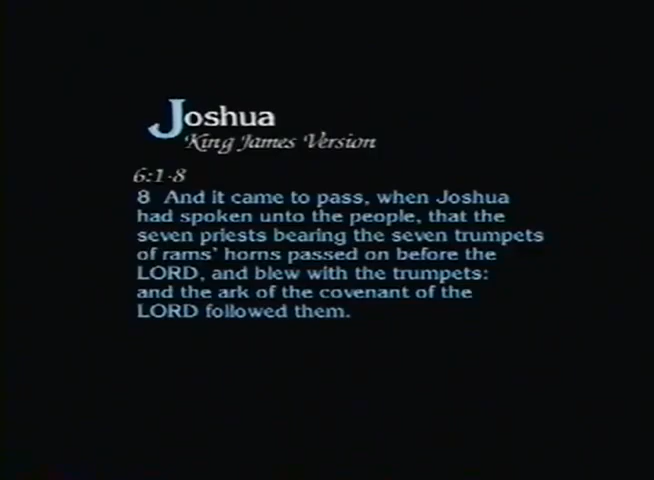 Joshua
King James Version
6:1-8
8 And it came to pass, when Joshua
had spoken unto the people, that the
seven priests bearing the seven trumpets
of rams' horns passed on before the
LORD, and blew with the trumpets:
and the ark of the covenant of the
LORD followed them.